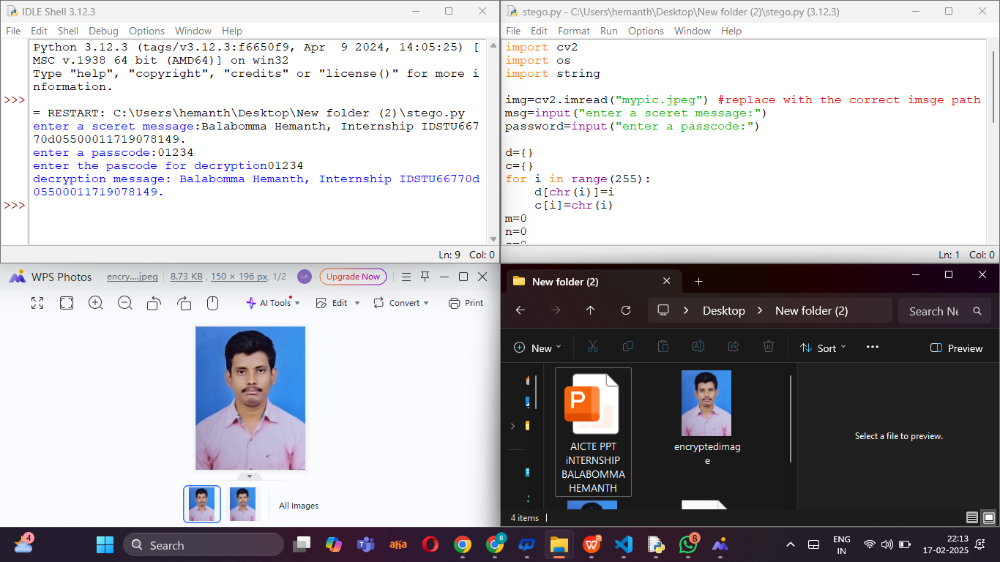 IDLE Shell 3.12.3
File Edit Shell Debug Options Window Help
Python 3.12.3 (tags/v3.12.3:f6650f9, Apr  9 2024, 14:05:25) [
MSC v.1938 64 bit (AMD64)] on win32
Type "help", "copyright", "credits" or "license()" for more i
nformation.
>>>
= RESTART: C:\Users\hemanth\Desktop\New folder (2)\stego.py
enter a sceret message:Balabomma Hemanth, Internship IDSTU667
70d05500011719078149.
enter a passcode:01234
enter the pascode for decryption01234
decryption message: Balabomma Hemanth, Internship IDSTU66770d
05500011719078149.
>>>
Ln: 9 Col: 0
stego.py - C:\Users\hemanth\Desktop\New folder (2)\stego.py (3.12.3)
File Edit Format Run Options Window Help
import cv2
import os
import string
img=cv2.imread("mypic.jpeg") #replace with the correct imsge path
msg=input("enter a sceret message:")
password=input("enter a passcode:")
d={}
c={}
for i in range(255):
    d[chr(i)]=i
    c[i]=chr(i)
m=0
n=0
Ln: 1 Col: 0
WPS Photos encry....jpeg 8.73 KB , 150 × 196 px, 1/2 LA Upgrade Now
AI Tools Edit Convert Print
All Images
New folder (2)
Desktop New folder (2) Search Ne
New Sort Preview
AICTE PPT
iNTERNSHIP
BALABOMMA
HEMANTH
encryptedimag
e
Select a file to preview.
4 items
4
Search
aha
B
8
ENG
IN
22:13
17-02-2025